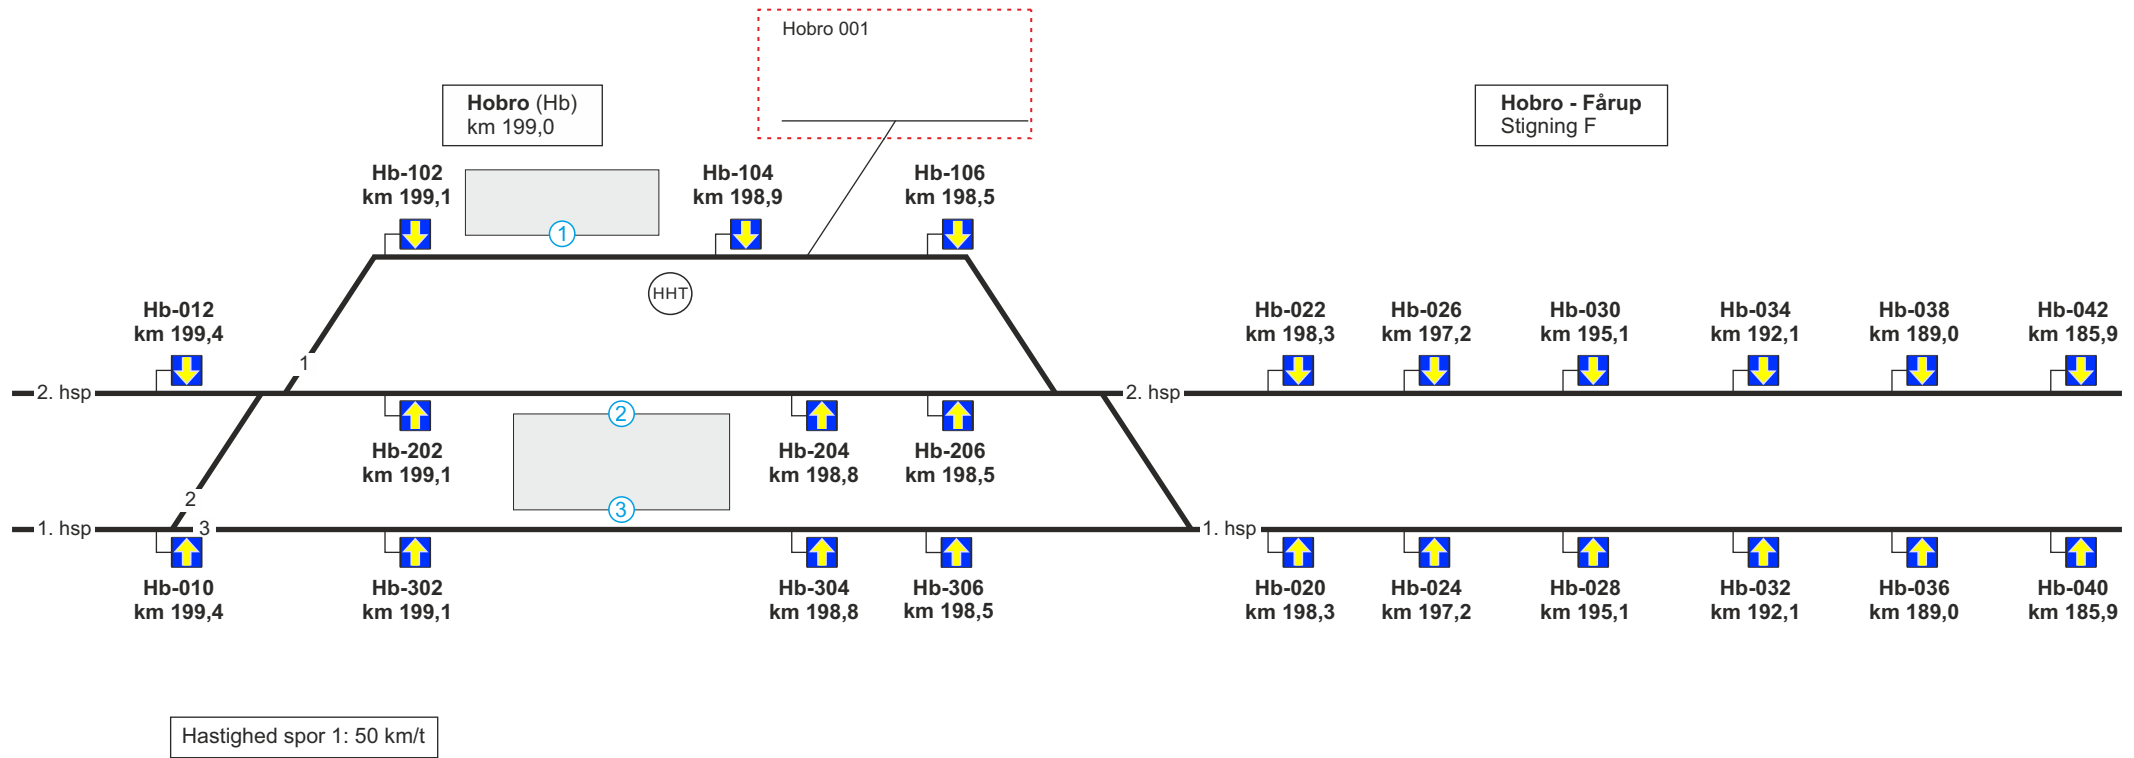 Hobro 001
Hobro (Hb)
km 199,0
Hobro - Fårup
Stigning F
Hb-102
km 199,1
Hb-104
km 198,9
Hb-106
km 198,5
1
HHT
Hb-012
km 199,4
Hb-022
km 198,3
Hb-026
km 197,2
Hb-030
km 195,1
Hb-034
km 192,1
Hb-038
km 189,0
Hb-042
km 185,9
1
2. hsp
2. hsp
2
Hb-202
km 199,1
Hb-204
km 198,8
Hb-206
km 198,5
2
3
1. hsp
3
1. hsp
Hb-010
km 199,4
Hb-302
km 199,1
Hb-304
km 198,8
Hb-306
km 198,5
Hb-020
km 198,3
Hb-024
km 197,2
Hb-028
km 195,1
Hb-032
km 192,1
Hb-036
km 189,0
Hb-040
km 185,9
Hastighed spor 1: 50 km/t